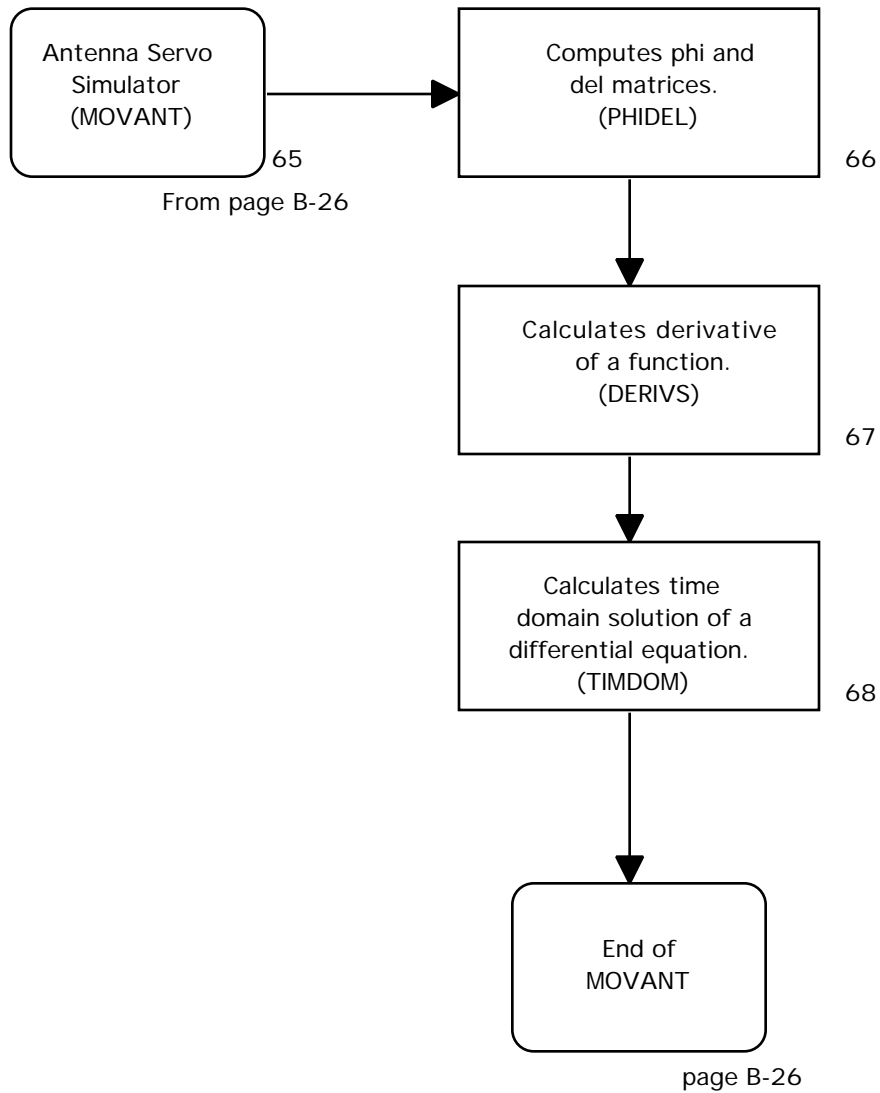 Antenna Servo
Simulator
(MOVANT)
65
From page B-26
Computes phi and
del matrices.
(PHIDEL)
66
Calculates derivative
of a function.
(DERIVS)
67
Calculates time
domain solution of a
differential equation.
(TIMDOM)
68
End of
MOVANT
page B-26